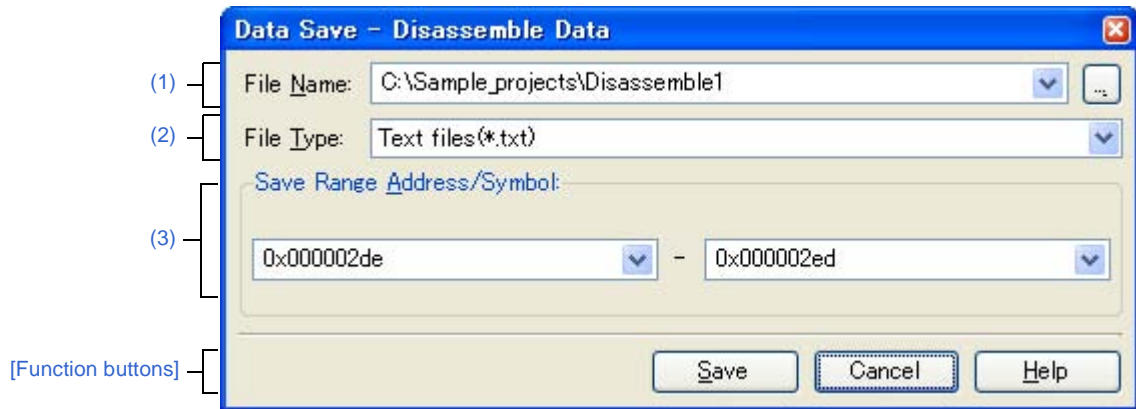 Data Save - Disassemble Data
(1) File Name: C:\Sample_projects\Disassemble1 ...
(2) File Type: Text files(*.txt)
Save Range Address/Symbol:
(3)
0x000002de - 0x000002ed
[Function buttons] Save Cancel Help